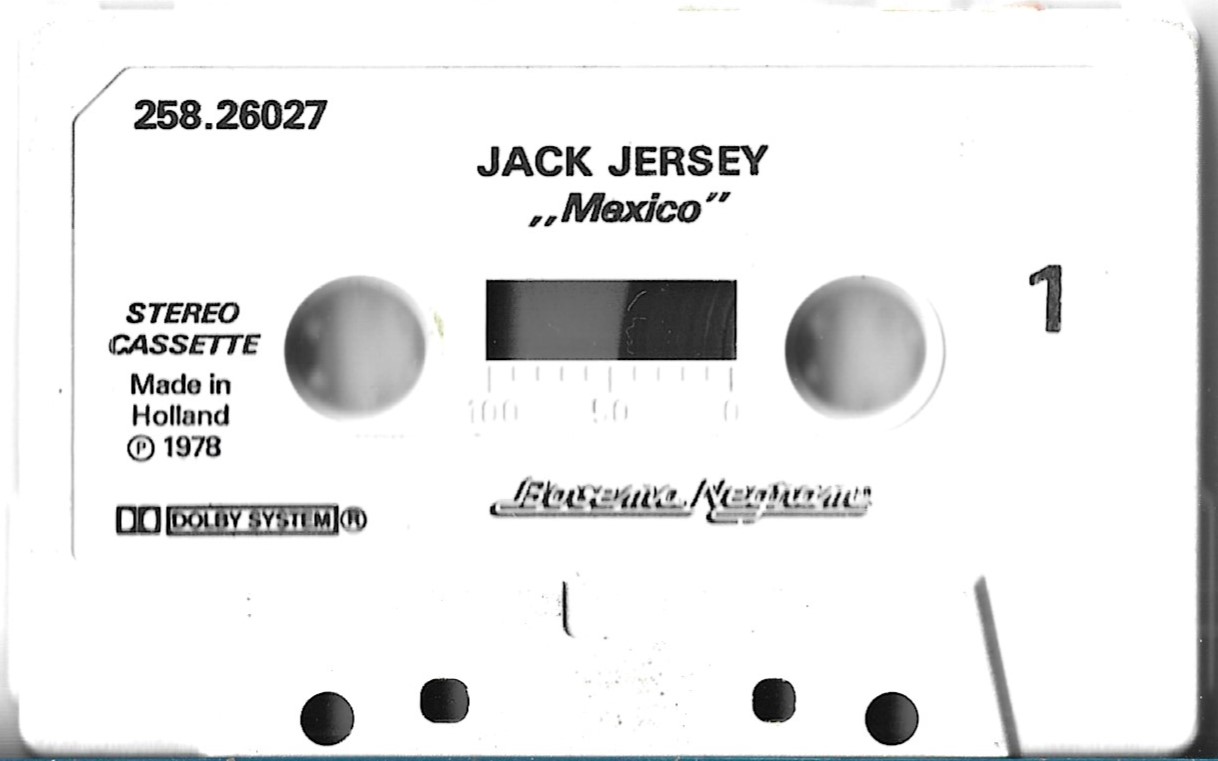 258.26027
JACK JERSEY
„Mexico”
1
STEREO
CASSETTE
Made in
Holland
Ⓟ 1978
100 50 0
DOLBY SYSTEM ®